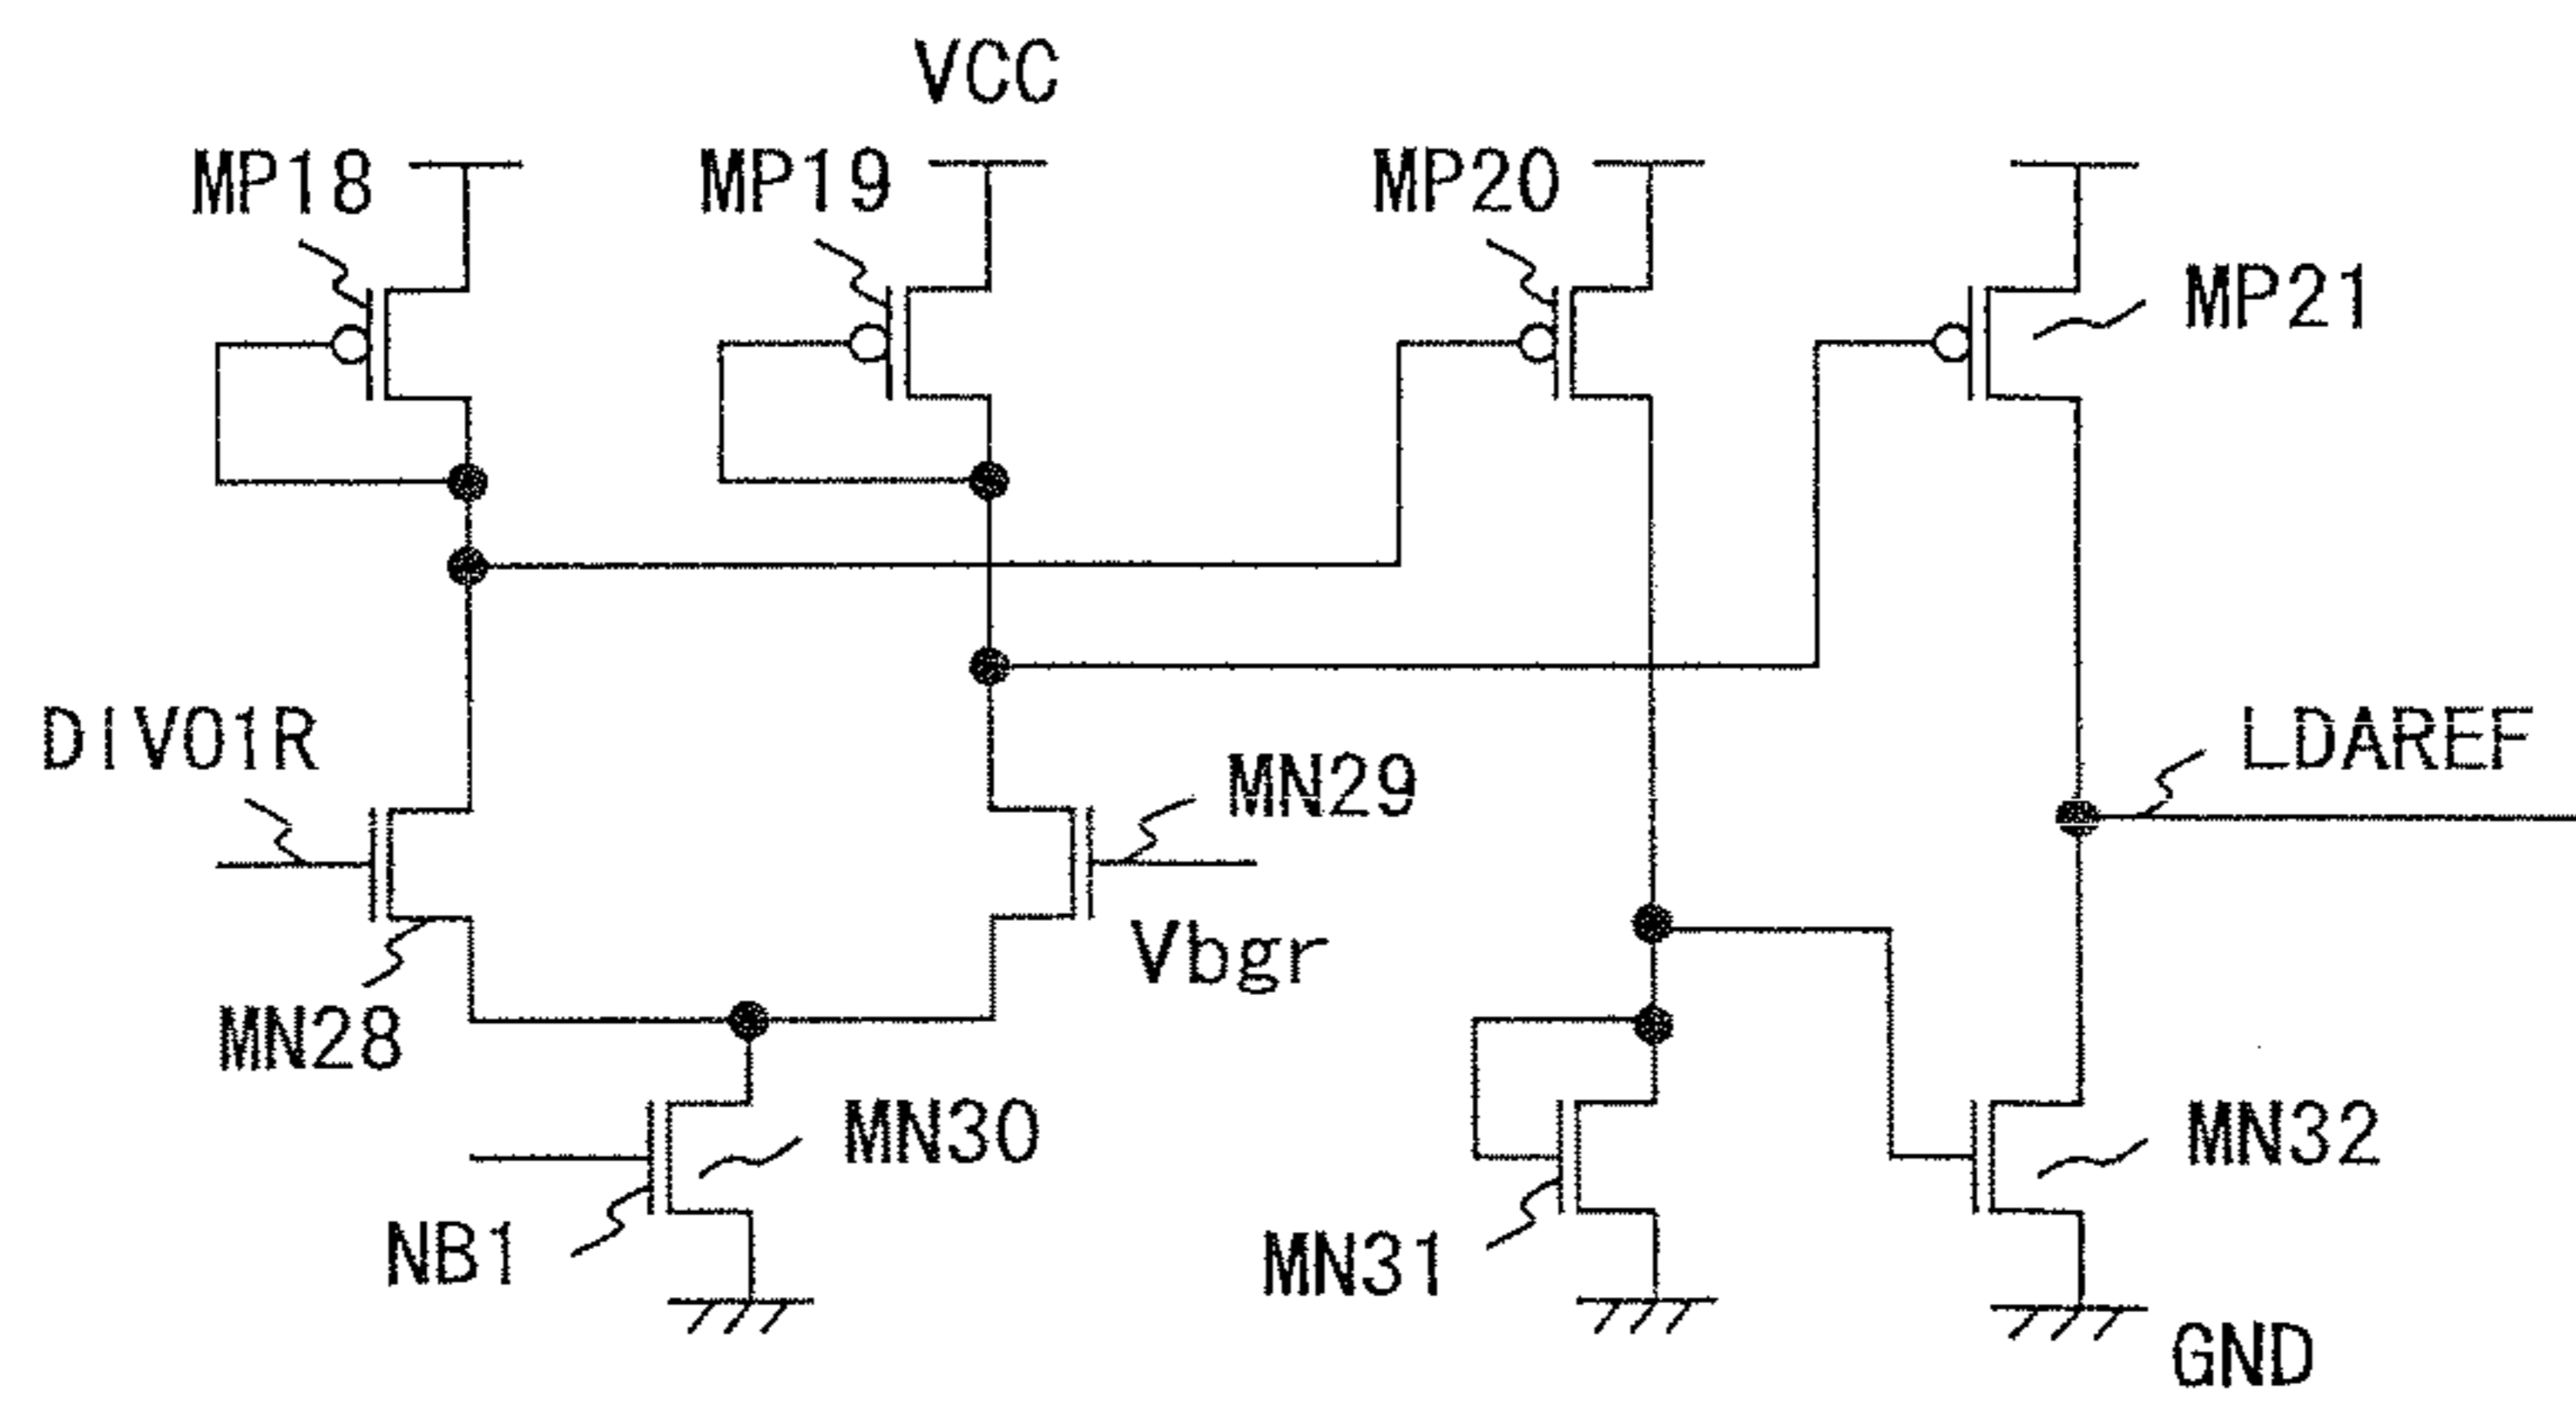 VCC
MP18
MP19
MP20
MP21
DIV01R
MN29
LDAREF
Vbgr
MN28
MN30
MN32
NB1
MN31
GND